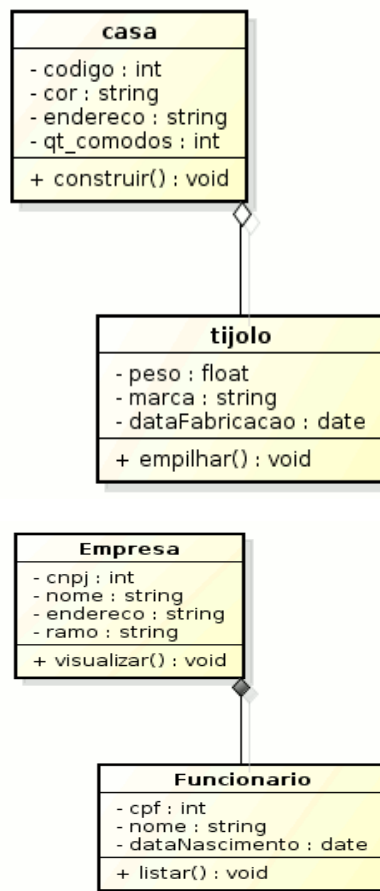 casa
- codigo : int
- cor : string
- endereco : string
- qt_comodos : int
+ construir() : void
tijolo
- peso : float
- marca : string
- dataFabricacao : date
+ empilhar() : void
Empresa
- cnpj : int
- nome : string
- endereco : string
- ramo : string
+ visualizar() : void
Funcionario
- cpf : int
- nome : string
- dataNascimento : date
+ listar() : void